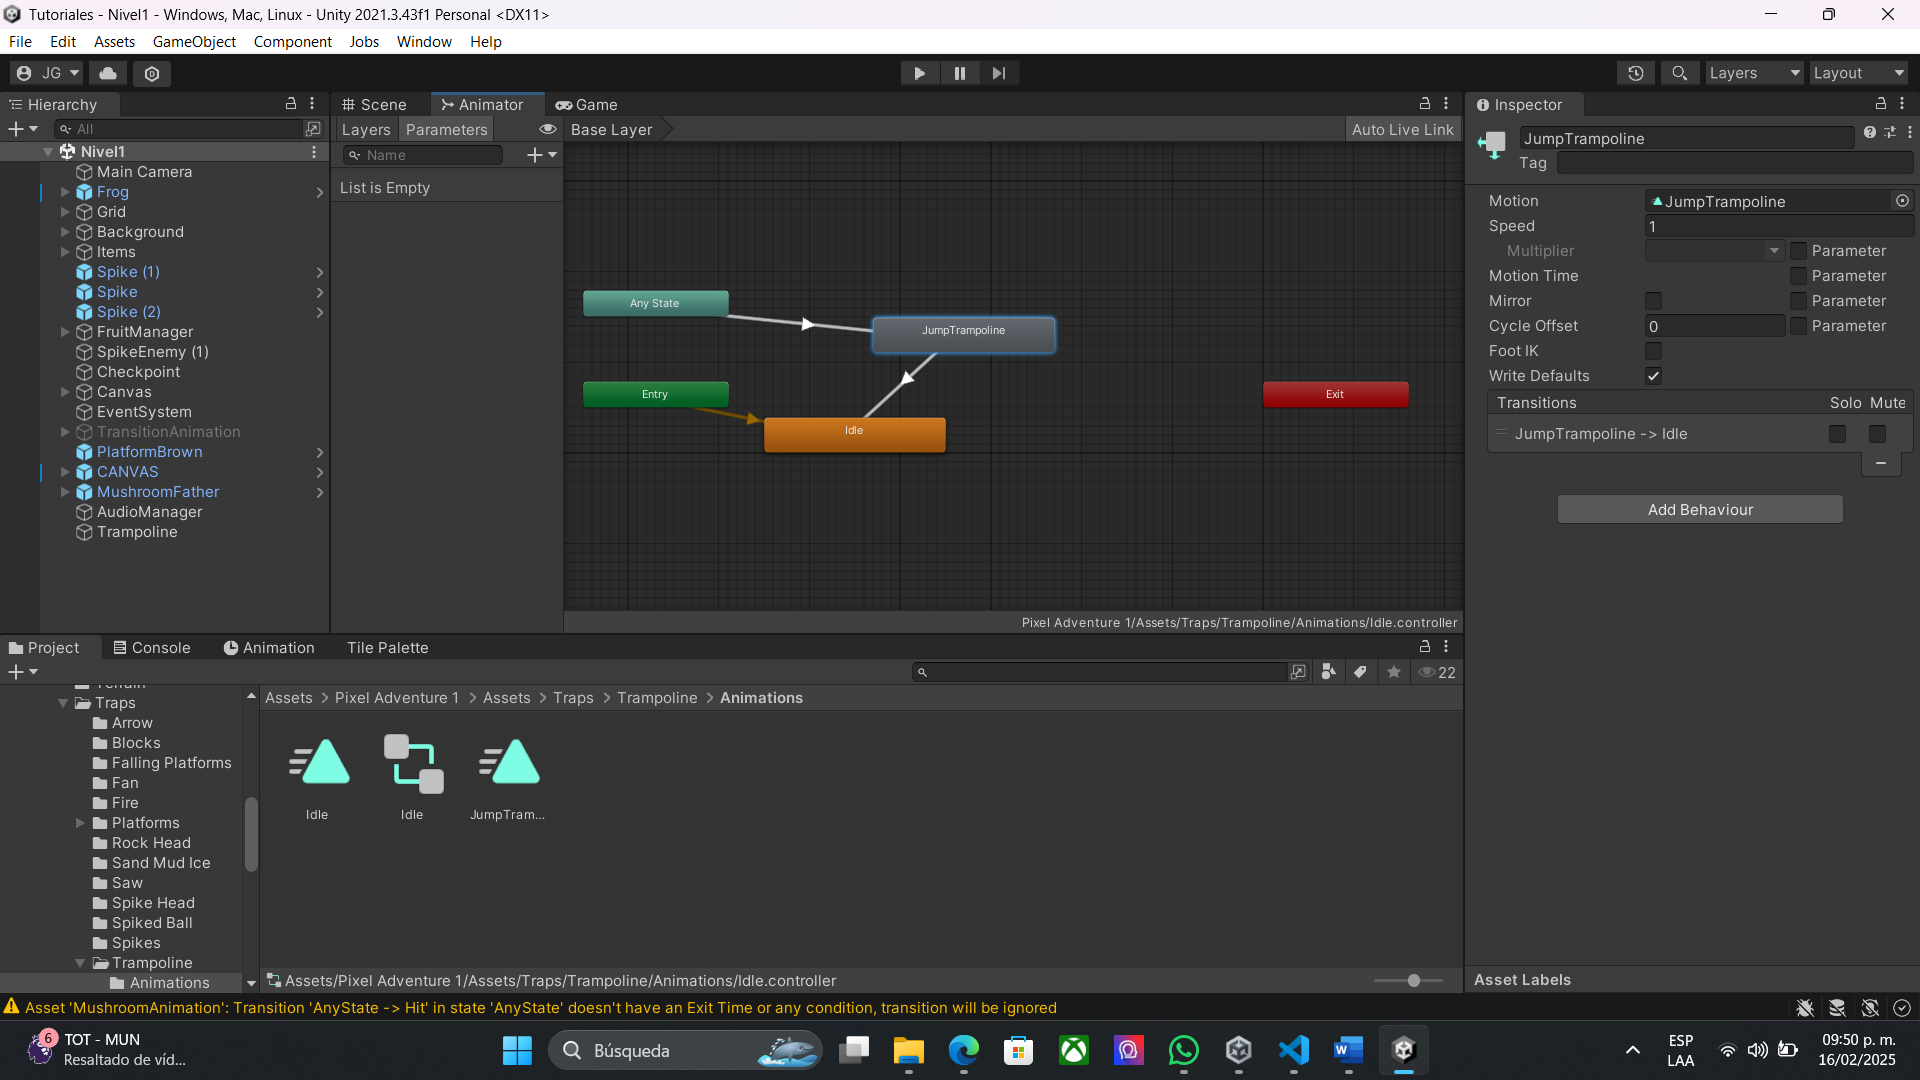 Tutoriales - Nivel1 - Windows, Mac, Linux - Unity 2021.3.43f1 Personal <DX11>
File Edit Assets GameObject Component Jobs Window Help
JG
Layers Layout
Hierarchy
All
Nivel1
Main Camera
Frog
Grid
Background
Items
Spike (1)
Spike
Spike (2)
FruitManager
SpikeEnemy (1)
Checkpoint
Canvas
EventSystem
TransitionAnimation
PlatformBrown
CANVAS
MushroomFather
AudioManager
Trampoline
Scene Animator Game
Layers Parameters Base Layer Auto Live Link
Name
List is Empty
Any State
JumpTrampoline
Entry
Idle
Exit
Pixel Adventure 1/Assets/Traps/Trampoline/Animations/Idle.controller
Inspector
JumpTrampoline
Tag
Motion JumpTrampoline
Speed 1
Multiplier Parameter
Motion Time Parameter
Mirror Parameter
Cycle Offset 0 Parameter
Foot IK
Write Defaults
Transitions Solo Mute
JumpTrampoline -> Idle
Add Behaviour
Asset Labels
Project Console Animation Tile Palette
22
Terrain
Traps
Arrow
Blocks
Falling Platforms
Fan
Fire
Platforms
Rock Head
Sand Mud Ice
Saw
Spike Head
Spiked Ball
Spikes
Trampoline
Animations
Assets > Pixel Adventure 1 > Assets > Traps > Trampoline > Animations
Idle Idle JumpTram...
Assets/Pixel Adventure 1/Assets/Traps/Trampoline/Animations/Idle.controller
Asset 'MushroomAnimation': Transition 'AnyState -> Hit' in state 'AnyState' doesn't have an Exit Time or any condition, transition will be ignored
6
TOT - MUN
Resaltado de víd...
Búsqueda
ESP
LAA
09:50 p. m.
16/02/2025